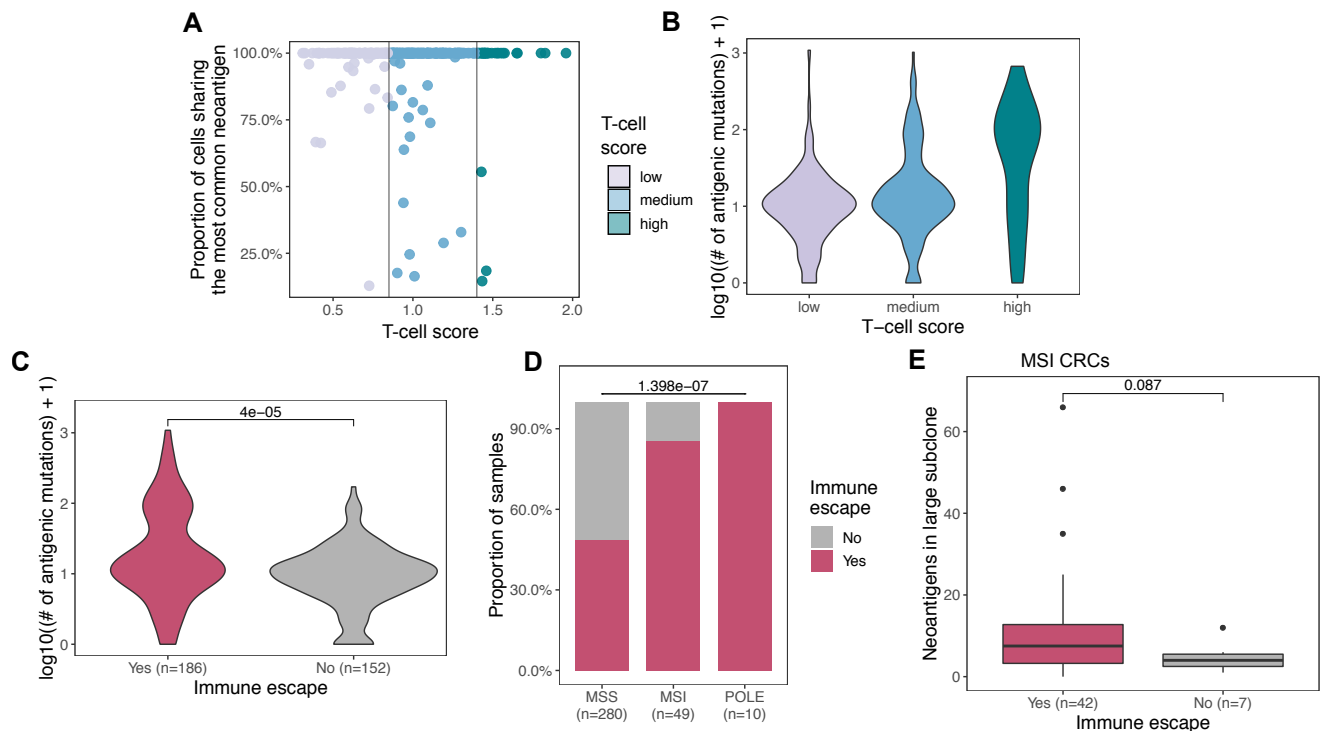 A
Proportion of cells sharing
the most common neoantigen
100.0%
75.0%
50.0%
25.0%
0.5
1.0
1.5
2.0
T-cell score
T-cell
score
low
medium
high
B
log10((# of antigenic mutations) + 1)
3
2
1
0
low
medium
high
T−cell score
C
log10((# of antigenic mutations) + 1)
3
2
1
0
4e−05
Yes (n=186)
No (n=152)
Immune escape
D
Proportion of samples
90.0%
60.0%
30.0%
0.0%
1.398e−07
MSS
(n=280)
MSI
(n=49)
POLE
(n=10)
Immune
escape
No
Yes
E
MSI CRCs
Neoantigens in large subclone
60
40
20
0
0.087
Yes (n=42)
No (n=7)
Immune escape